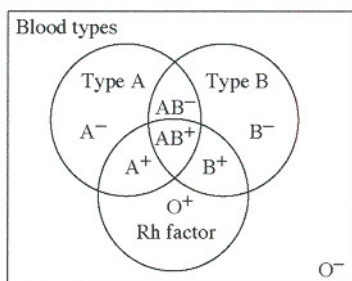 Blood types
Type A Type B
AB⁻
A⁻ B⁻
AB⁺
A⁺ B⁺
O⁺
Rh factor
O⁻